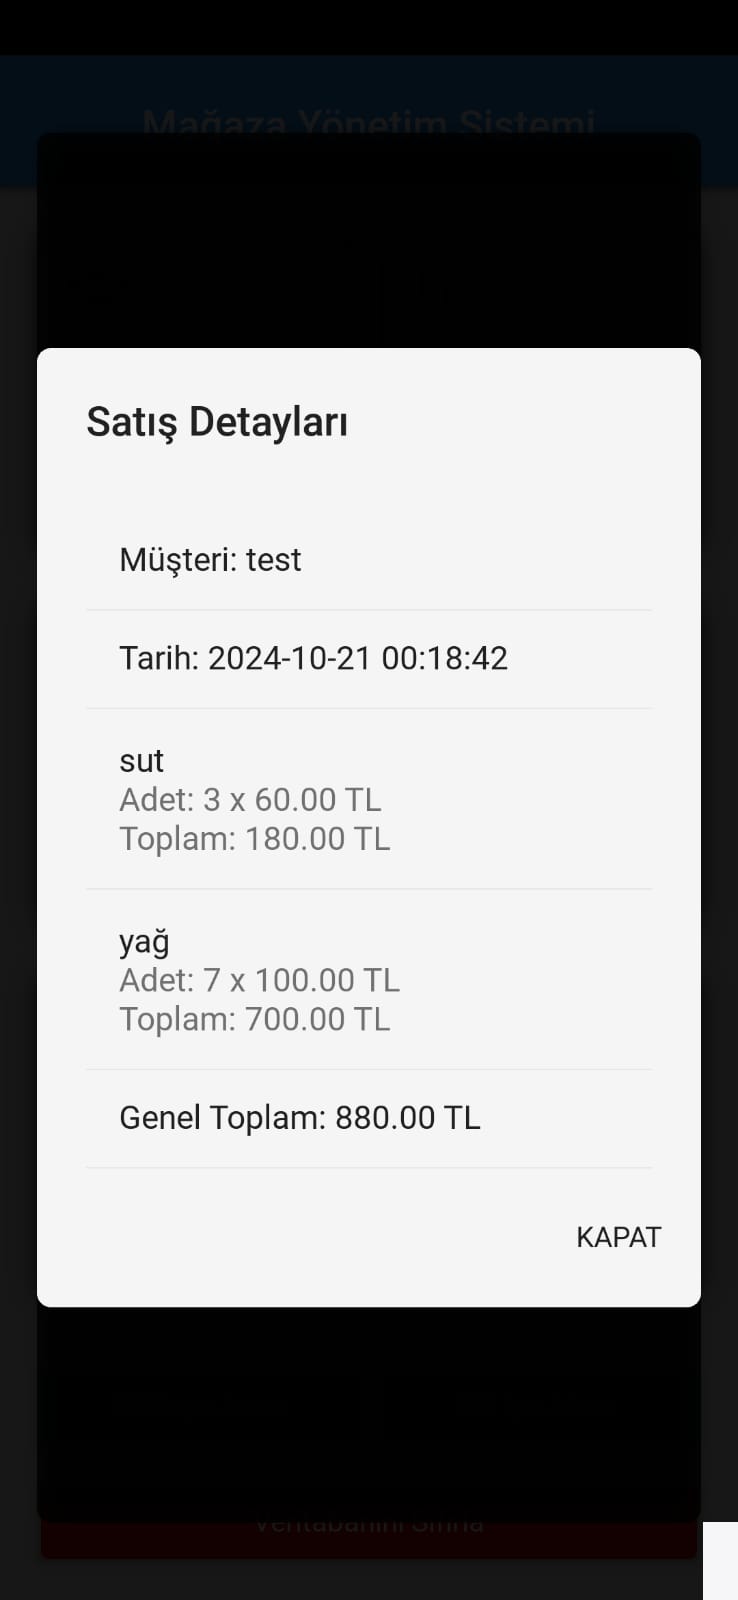 Mağaza Yönetim Sistemi
Satış Detayları
Müşteri: test
Tarih: 2024-10-21 00:18:42
sut
Adet: 3 x 60.00 TL
Toplam: 180.00 TL
yağ
Adet: 7 x 100.00 TL
Toplam: 700.00 TL
Genel Toplam: 880.00 TL
KAPAT
Veritabanını Sıfırla